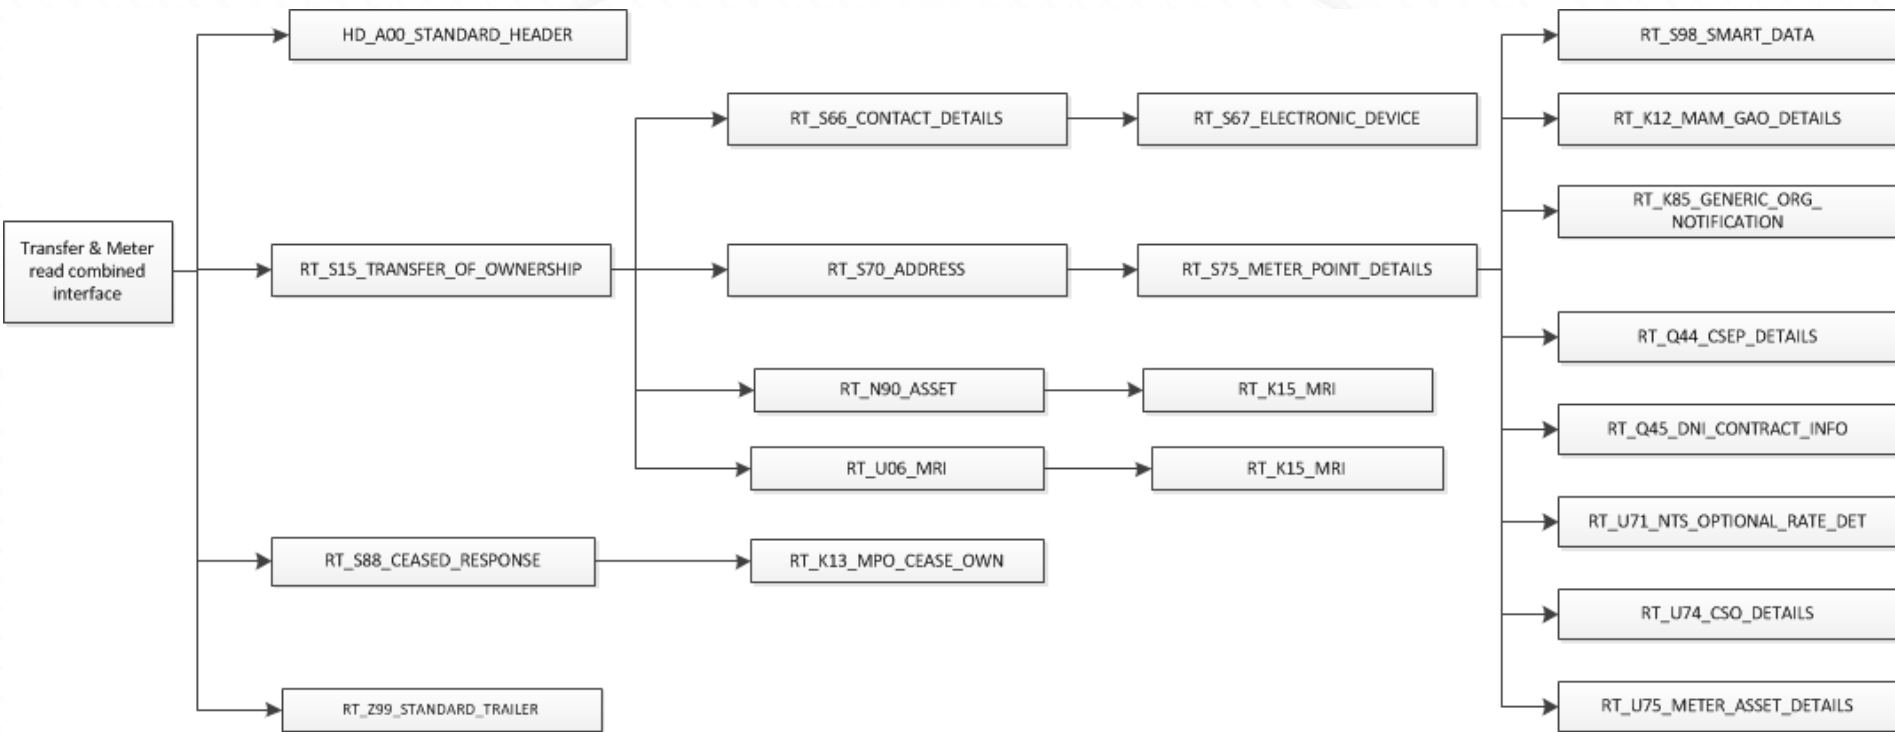 HD_A00_STANDARD_HEADER
RT_S98_SMART_DATA
RT_S66_CONTACT_DETAILS
RT_S67_ELECTRONIC_DEVICE
RT_K12_MAM_GAO_DETAILS
RT_K85_GENERIC_ORG_
NOTIFICATION
Transfer & Meter
read combined
interface
RT_S15_TRANSFER_OF_OWNERSHIP
RT_S70_ADDRESS
RT_S75_METER_POINT_DETAILS
RT_Q44_CSEP_DETAILS
RT_N90_ASSET
RT_K15_MRI
RT_Q45_DNI_CONTRACT_INFO
RT_U06_MRI
RT_K15_MRI
RT_U71_NTS_OPTIONAL_RATE_DET
RT_S88_CEASED_RESPONSE
RT_K13_MPO_CEASE_OWN
RT_U74_CSO_DETAILS
RT_Z99_STANDARD_TRAILER
RT_U75_METER_ASSET_DETAILS